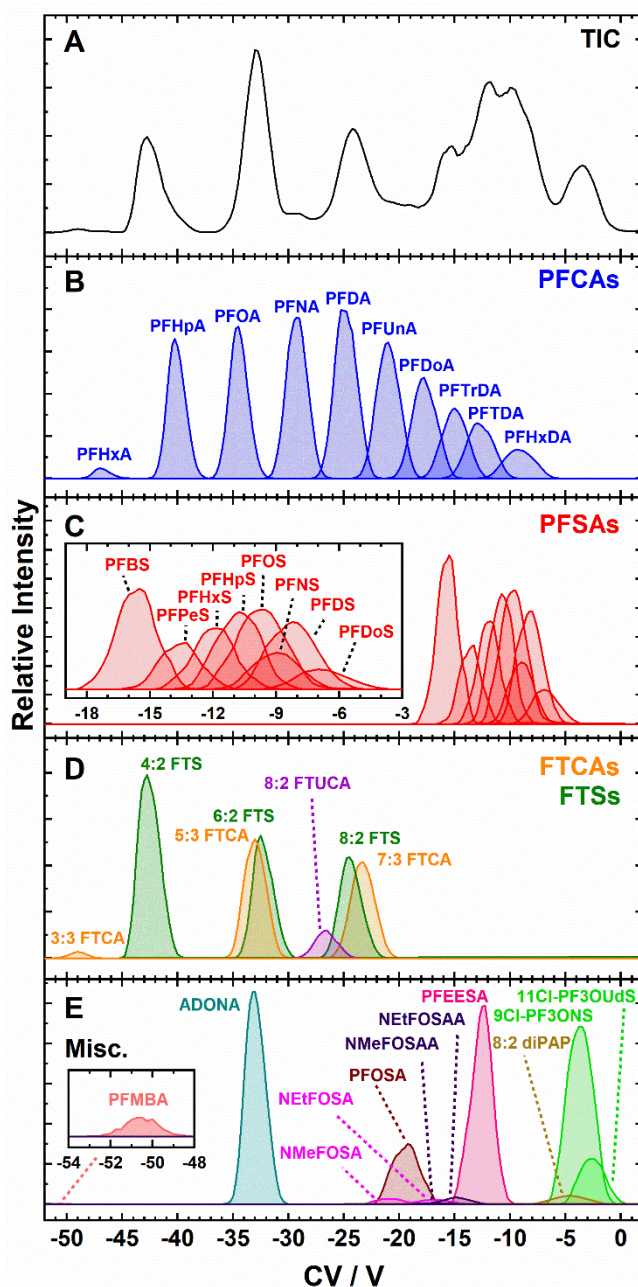 A
TIC
B
PFCAs
PFHxA
PFHpA
PFOA
PFNA
PFDA
PFUnA
PFDoA
PFTrDA
PFTDA
PFHxDA
C
PFSAs
PFBS
PFPeS
PFHxS
PFHpS
PFOS
PFNS
PFDS
PFDoS
-18 -15 -12 -9 -6 -3
Relative Intensity
D
FTCAs
FTSs
4:2 FTS
8:2 FTUCA
6:2 FTS
5:3 FTCA
8:2 FTS
7:3 FTCA
3:3 FTCA
E
Misc.
PFMBA
-54 -52 -50 -48
ADONA
PFEESA
11Cl-PF3OUdS
9Cl-PF3ONS
8:2 diPAP
NEtFOSAA
NMeFOSAA
PFOSA
NEtFOSA
NMeFOSA
-50 -45 -40 -35 -30 -25 -20 -15 -10 -5 0
CV / V